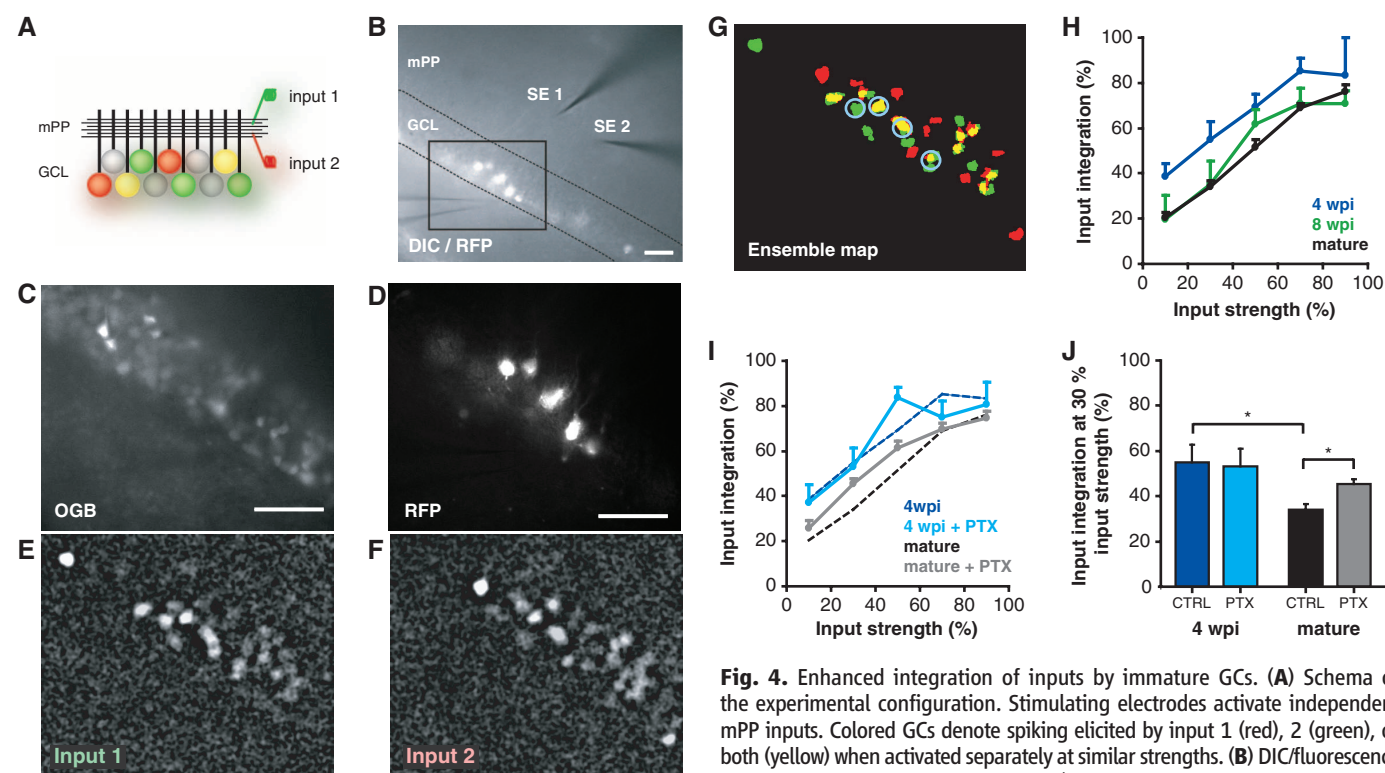 A
mPP
GCL
input 1
input 2
B
mPP
GCL
SE 1
SE 2
DIC / RFP
C
OGB
D
RFP
E
Input 1
F
Input 2
G
Ensemble map
H
Input integration (%)
100
80
60
40
20
0
0 20 40 60 80 100
Input strength (%)
4 wpi
8 wpi
mature
I
Input integration (%)
100
80
60
40
20
0
0 20 40 60 80 100
Input strength (%)
4wpi
4 wpi + PTX
mature
mature + PTX
J
Input integration at 30 %
input strength (%)
100
80
60
40
20
0
*
*
CTRL PTX CTRL PTX
4 wpi mature
Fig. 4. Enhanced integration of inputs by immature GCs. (A) Schema
the experimental configuration. Stimulating electrodes activate independen
mPP inputs. Colored GCs denote spiking elicited by input 1 (red), 2 (green),
both (yellow) when activated separately at similar strengths. (B) DIC/fluorescenc